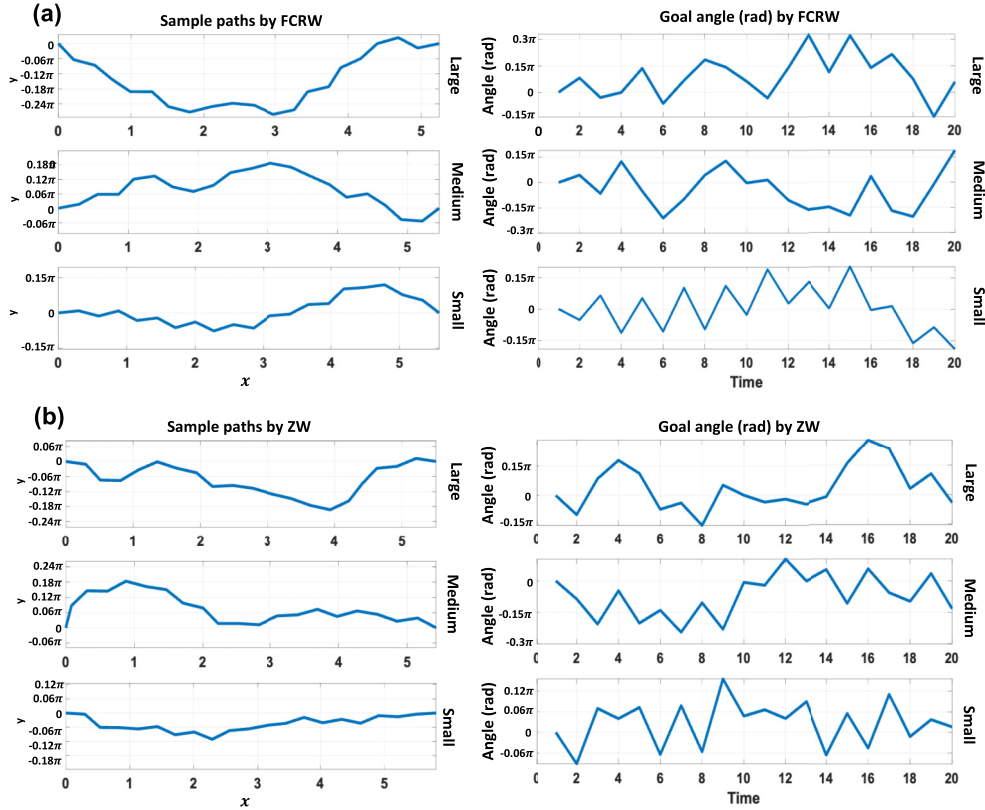 (a)
Sample paths by FCRW
Goal angle (rad) by FCRW
y
0
-0.06π
-0.12π
-0.18π
-0.24π
0 1 2 3 4 5
Large
Angle (rad)
0.3π
0.15π
0
-0.15π
0 2 4 6 8 10 12 14 16 18 20
Large
y
0.12π
0.06π
0
-0.06π
0 1 2 3 4 5
Medium
Angle (rad)
0.15π
0
-0.15π
-0.3π
0 2 4 6 8 10 12 14 16 18 20
Medium
y
0.15π
0
-0.15π
0 1 2 3 4 5
Small
x
Angle (rad)
0.15π
0
-0.15π
0 2 4 6 8 10 12 14 16 18 20
Small
Time
(b)
Sample paths by ZW
Goal angle (rad) by ZW
y
0.06π
0
-0.06π
-0.12π
-0.18π
-0.24π
0 1 2 3 4 5
Large
Angle (rad)
0.15π
0
-0.15π
0 2 4 6 8 10 12 14 16 18 20
Large
y
0.24π
0.18π
0.12π
0.06π
0
-0.06π
0 1 2 3 4 5
Medium
Angle (rad)
0
-0.15π
-0.3π
0 2 4 6 8 10 12 14 16 18 20
Medium
y
0.12π
0.06π
0
-0.06π
-0.12π
-0.18π
0 1 2 3 4 5
Small
x
Angle (rad)
0.12π
0.06π
0
-0.06π
0 2 4 6 8 10 12 14 16 18 20
Small
Time